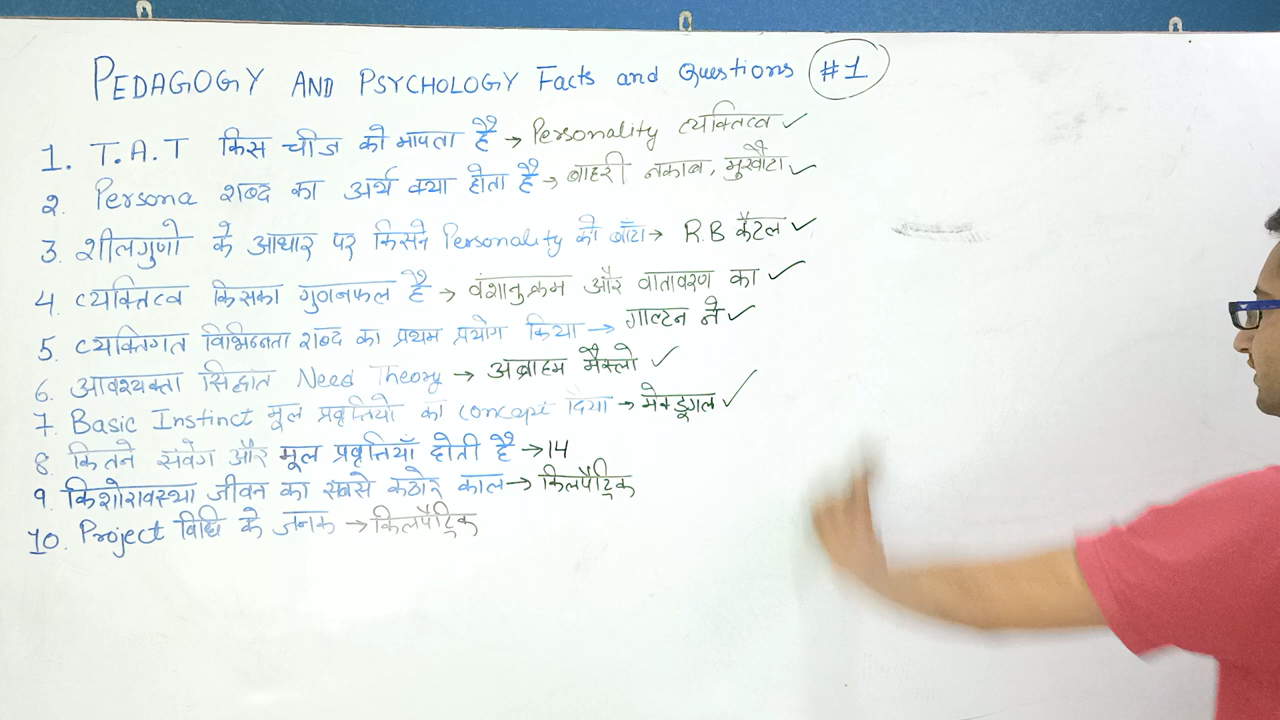 PEDAGOGY AND PSYCHOLOGY Facts and Questions #1
1. T.A.T किस चीज को मापता है → Personality व्यक्तित्व ✓
2. Persona शब्द का अर्थ क्या होता है → बाहरी नकाब, मुखौटा ✓
3. शीलगुणो के आधार पर किसने Personality को बाँटा → R.B कैटल ✓
4. व्यक्तित्व किसका गुणनफल है → वंशानुक्रम और वातावरण का ✓
5. व्यक्तिगत विभिन्नता शब्द का प्रथम प्रयोग किया → गाल्टन ने ✓
6. आवश्यक्ता सिद्धांत Need Theory → अब्राहम मैस्लो ✓
7. Basic Instinct मूल प्रवृत्तियो का concept दिया → मेक्डूगल ✓
8. कितने संवेग और मूल प्रवृत्तियाँ होती है → 14
9. किशोरावस्था जीवन का सबसे कठोर काल → किलपैट्रिक
10. Project विधि के जनक → किलपैट्रिक